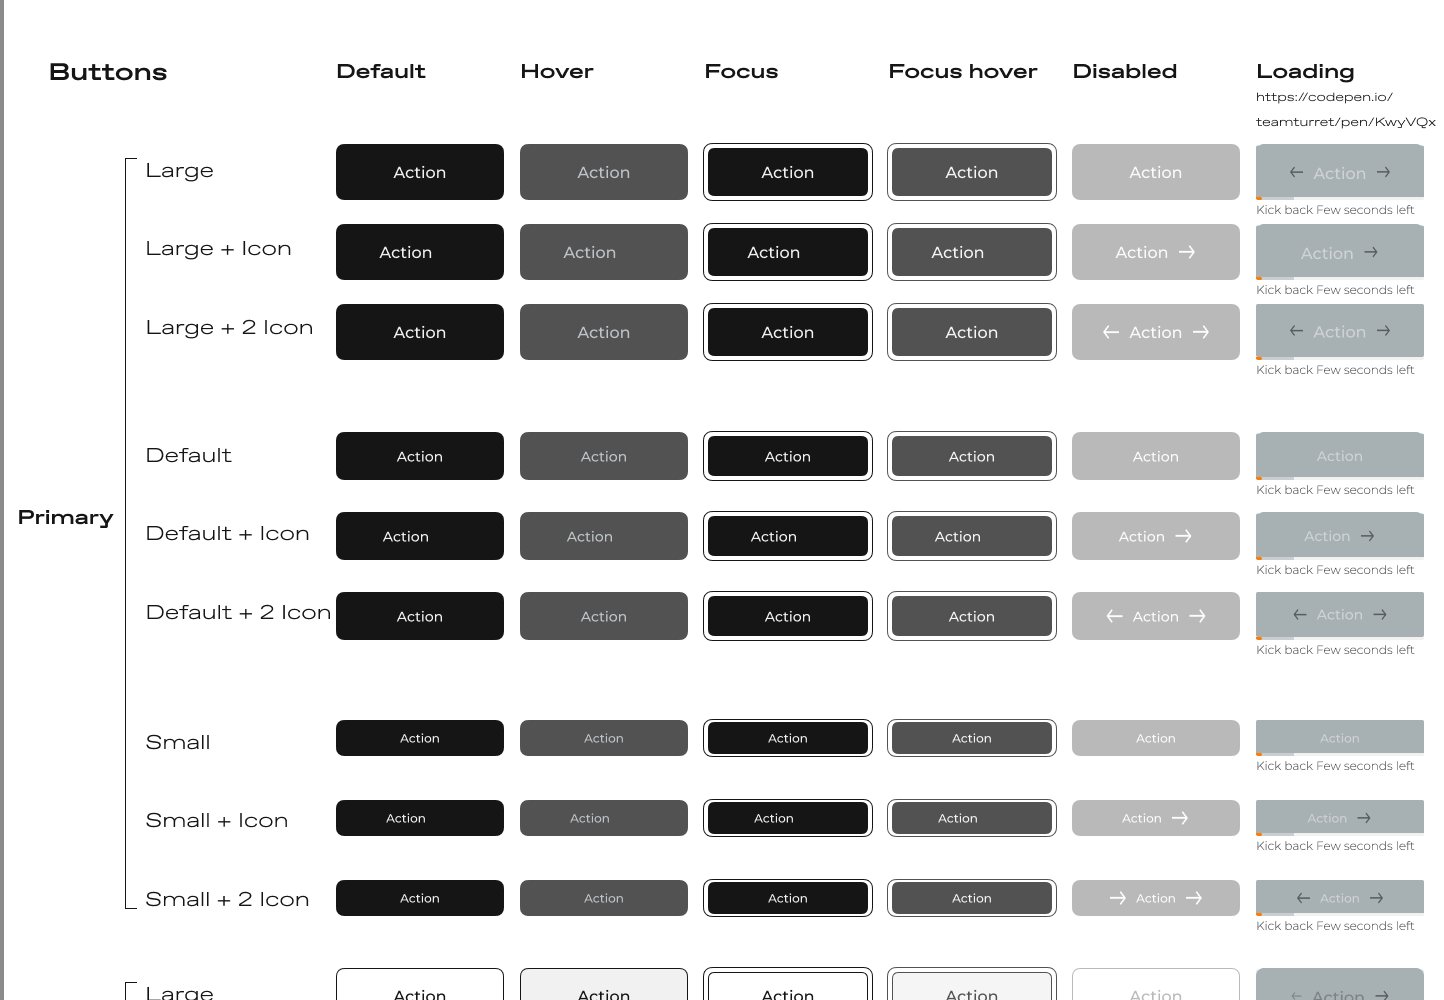 Buttons Default Hover Focus Focus hover Disabled Loading
https://codepen.io/
teamturret/pen/KwyVQx
Large Action Action Action Action Action Action
Kick back Few seconds left
Large + Icon Action Action Action Action Action Action
Kick back Few seconds left
Large + 2 Icon Action Action Action Action Action Action
Kick back Few seconds left
Default Action Action Action Action Action Action
Kick back Few seconds left
Primary
Default + Icon Action Action Action Action Action Action
Kick back Few seconds left
Default + 2 Icon Action Action Action Action Action Action
Kick back Few seconds left
Small Action Action Action Action Action Action
Kick back Few seconds left
Small + Icon Action Action Action Action Action Action
Kick back Few seconds left
Small + 2 Icon Action Action Action Action Action Action
Kick back Few seconds left
Large Action Action Action Action Action Action